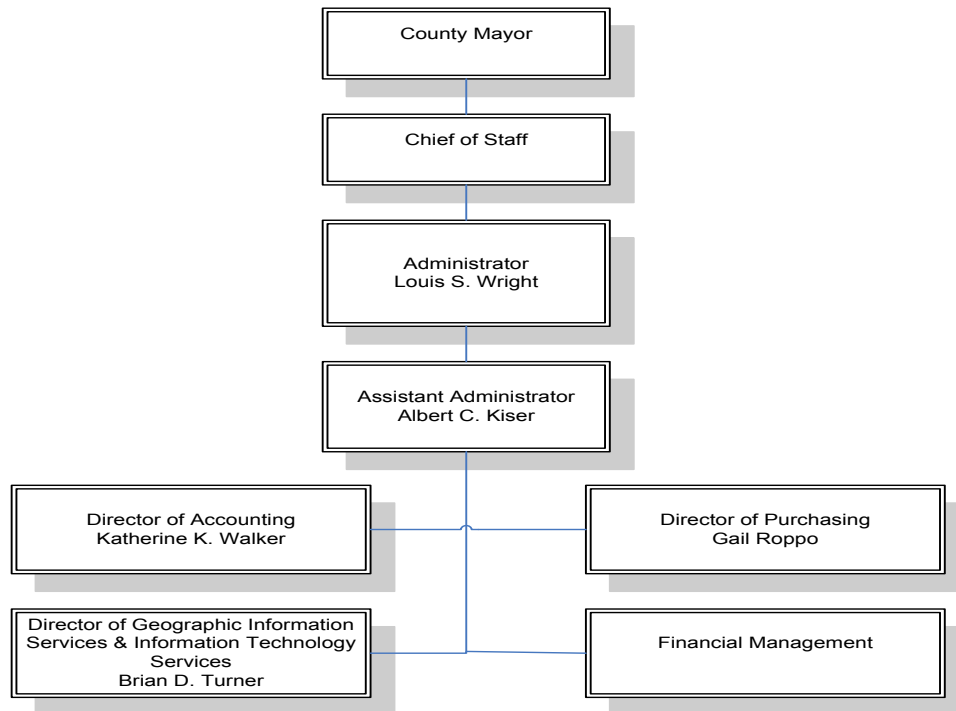 County Mayor
Chief of Staff
Administrator
Louis S. Wright
Assistant Administrator
Albert C. Kiser
Director of Accounting
Katherine K. Walker
Director of Purchasing
Gail Roppo
Director of Geographic Information
Services & Information Technology
Services
Brian D. Turner
Financial Management